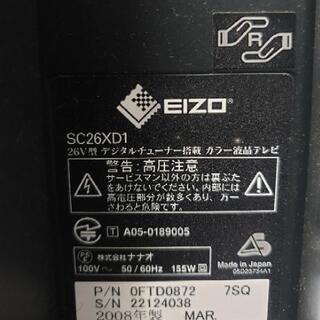 R
EIZO®
SC26XD1
26V型 デジタルチューナー搭載 カラー液晶テレビ
警告:高圧注意
サービスマン以外の方は裏ぶた
をあけないでください。内部には
高電圧部分が数多くあり、万一
さわると危険です。
T A05-0189005
株式会社ナナオ
100V~ 50/60Hz 155W
Made in Japan
05D23734A1
P/N 0FTD0872 7SQ
S/N 22124038
2008年製 MAR.